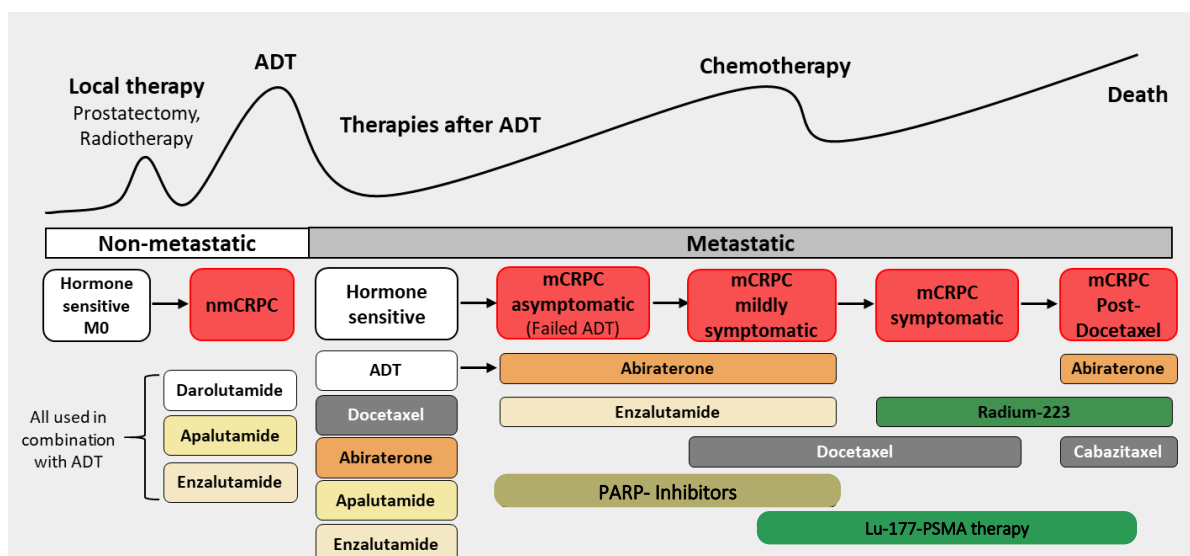 ADT
Local therapy
Prostatectomy,
Radiotherapy
Therapies after ADT
Chemotherapy
Death
Non-metastatic
Metastatic
Hormone
sensitive
M0
nmCRPC
Hormone
sensitive
mCRPC
asymptomatic
(Failed ADT)
mCRPC
mildly
symptomatic
mCRPC
symptomatic
mCRPC
Post-
Docetaxel
All used in
combination
with ADT
Darolutamide
Apalutamide
Enzalutamide
ADT
Docetaxel
Abiraterone
Apalutamide
Enzalutamide
Abiraterone
Abiraterone
Enzalutamide
Radium-223
Docetaxel
Cabazitaxel
PARP- Inhibitors
Lu-177-PSMA therapy